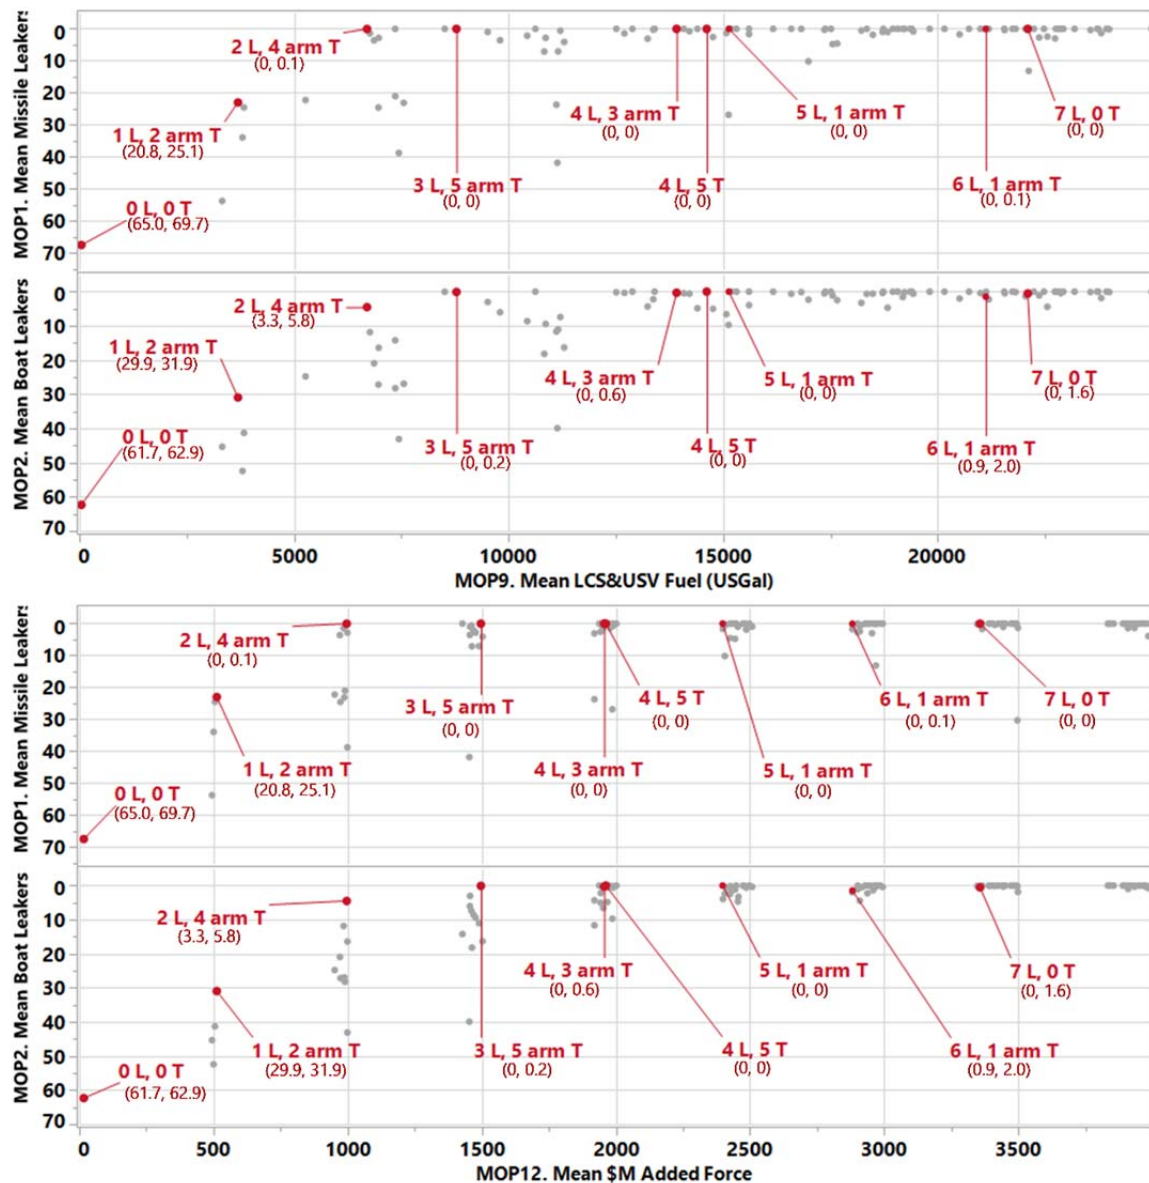 MOP1. Mean Missile Leakers
0
10
20
30
40
50
60
70
2 L, 4 arm T
(0, 0.1)
1 L, 2 arm T
(20.8, 25.1)
0 L, 0 T
(65.0, 69.7)
3 L, 5 arm T
(0, 0)
4 L, 3 arm T
(0, 0)
4 L, 5 T
(0, 0)
5 L, 1 arm T
(0, 0)
6 L, 1 arm T
(0, 0.1)
7 L, 0 T
(0, 0)
MOP2. Mean Boat Leakers
0
10
20
30
40
50
60
70
2 L, 4 arm T
(3.3, 5.8)
1 L, 2 arm T
(29.9, 31.9)
0 L, 0 T
(61.7, 62.9)
3 L, 5 arm T
(0, 0.2)
4 L, 3 arm T
(0, 0.6)
4 L, 5 T
(0, 0)
5 L, 1 arm T
(0, 0)
6 L, 1 arm T
(0.9, 2.0)
7 L, 0 T
(0, 1.6)
0 5000 10000 15000 20000
MOP9. Mean LCS&USV Fuel (USGal)
MOP1. Mean Missile Leakers
0
10
20
30
40
50
60
70
2 L, 4 arm T
(0, 0.1)
1 L, 2 arm T
(20.8, 25.1)
0 L, 0 T
(65.0, 69.7)
3 L, 5 arm T
(0, 0)
4 L, 5 T
(0, 0)
4 L, 3 arm T
(0, 0)
5 L, 1 arm T
(0, 0)
6 L, 1 arm T
(0, 0.1)
7 L, 0 T
(0, 0)
MOP2. Mean Boat Leakers
0
10
20
30
40
50
60
70
2 L, 4 arm T
(3.3, 5.8)
1 L, 2 arm T
(29.9, 31.9)
0 L, 0 T
(61.7, 62.9)
3 L, 5 arm T
(0, 0.2)
4 L, 3 arm T
(0, 0.6)
4 L, 5 T
(0, 0)
5 L, 1 arm T
(0, 0)
6 L, 1 arm T
(0.9, 2.0)
7 L, 0 T
(0, 1.6)
0 500 1000 1500 2000 2500 3000 3500
MOP12. Mean $M Added Force